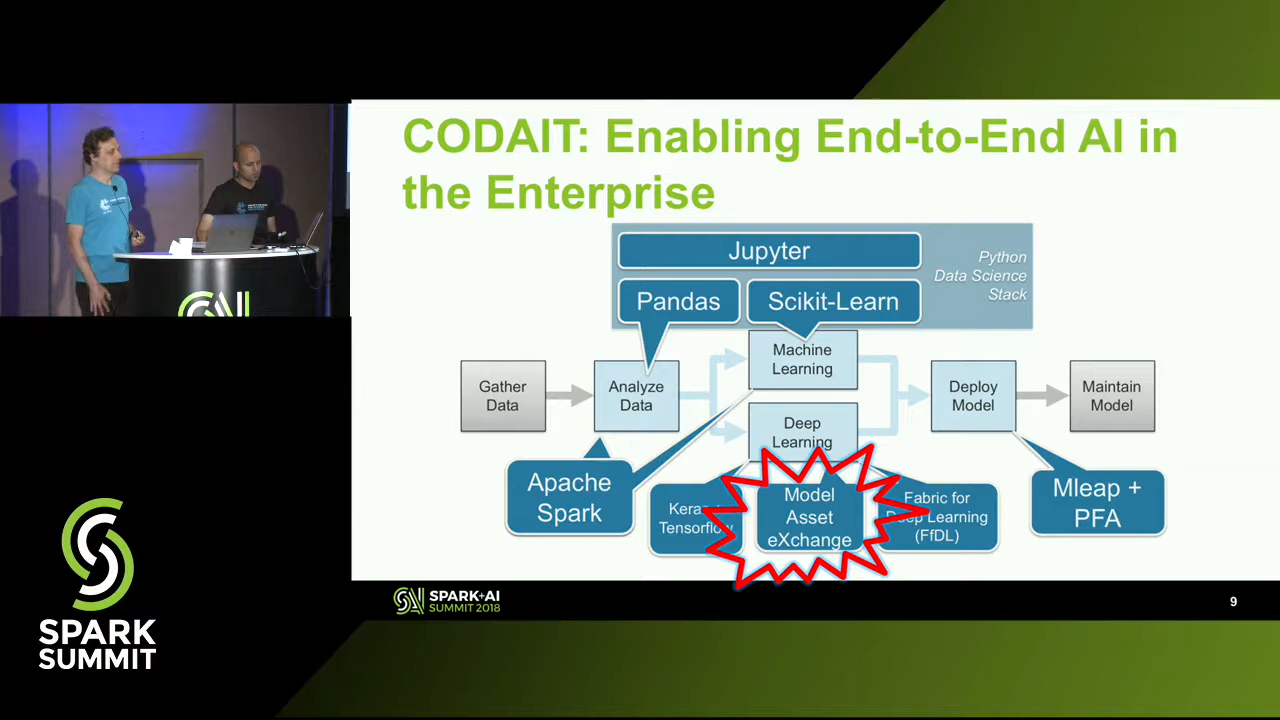 CODAIT: Enabling End-to-End AI in
the Enterprise
Jupyter
Python
Data Science
Stack
Pandas
Scikit-Learn
Machine
Learning
Gather
Data
Analyze
Data
Deploy
Model
Maintain
Model
Deep
Learning
Apache
Spark
Tensorflow
Model
Asset
eXchange
Fabric for
Deep Learning
(FfDL)
Mleap +
PFA
SPARK+AI
SUMMIT 2018
9
SPARK
SUMMIT